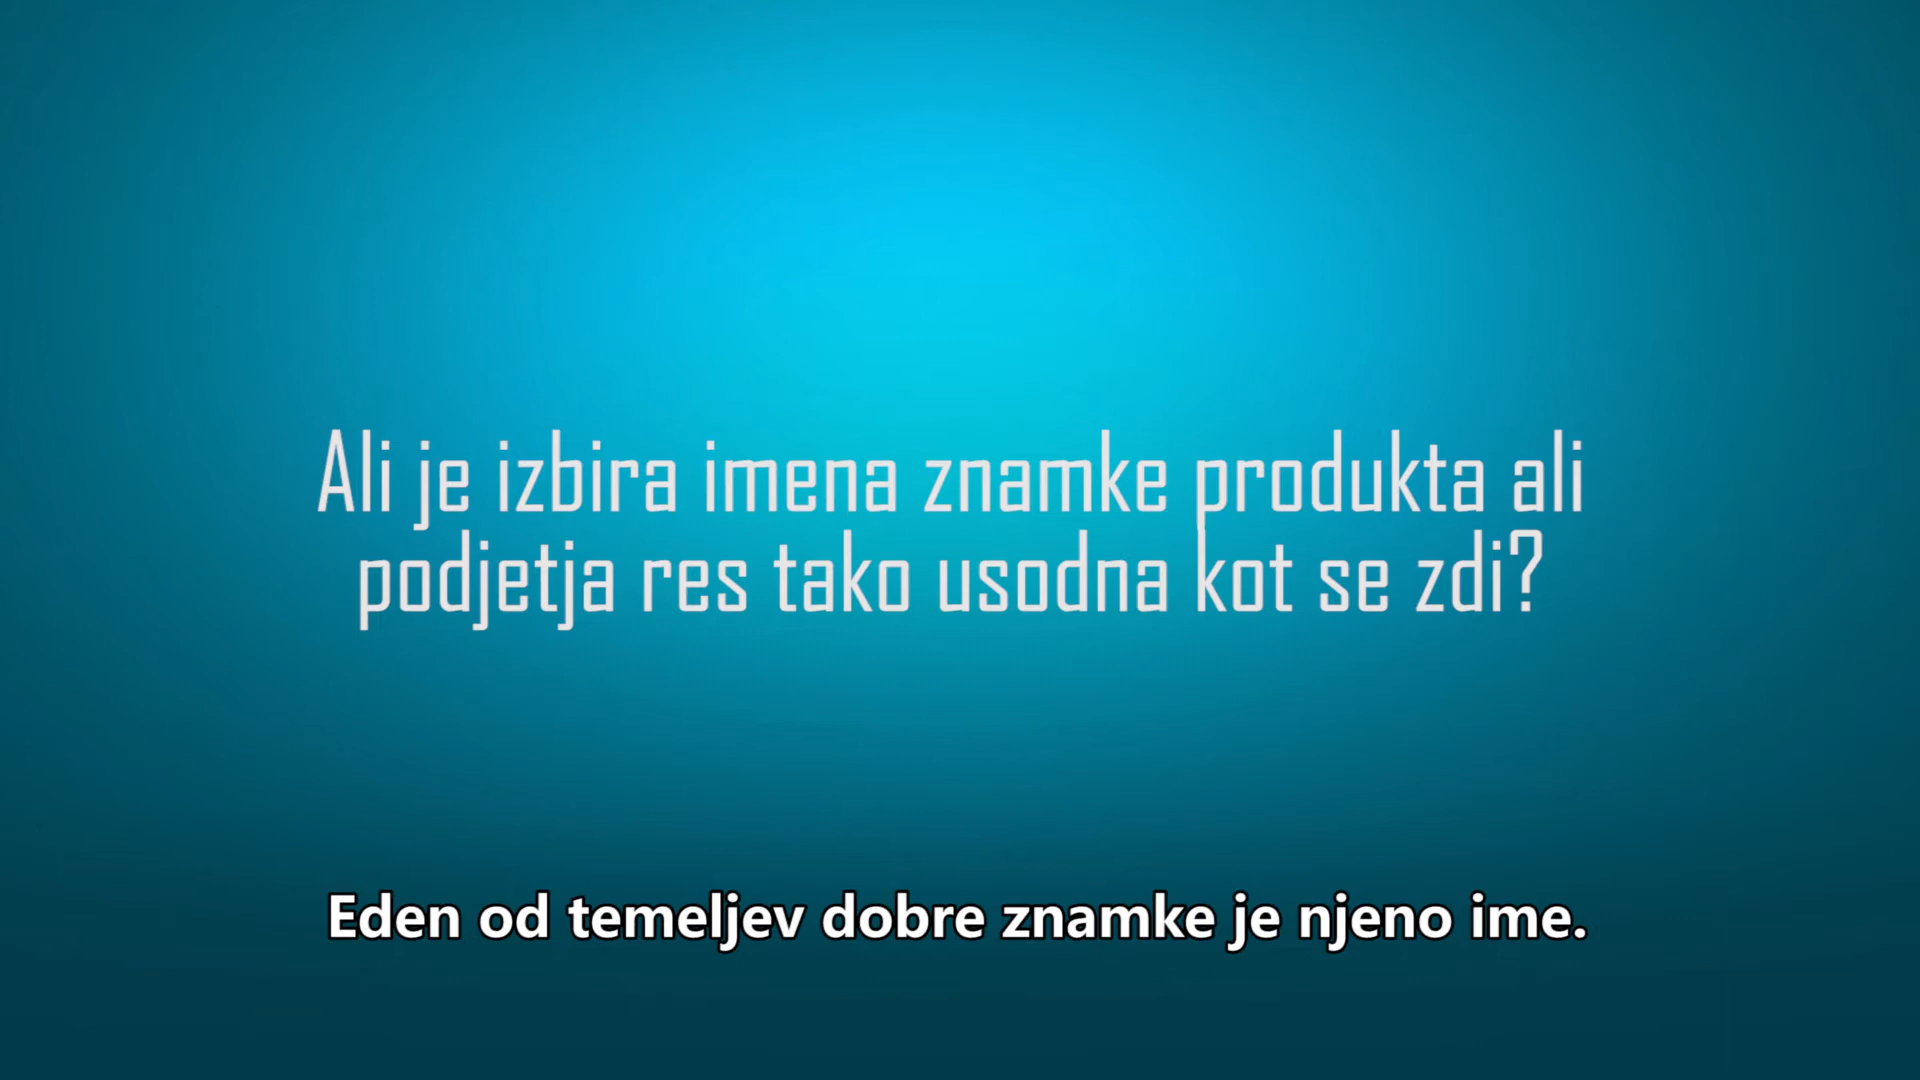 Ali je izbira imena znamke produkta ali
podjetja res tako usodna kot se zdi?
Eden od temeljev dobre znamke je njeno ime.